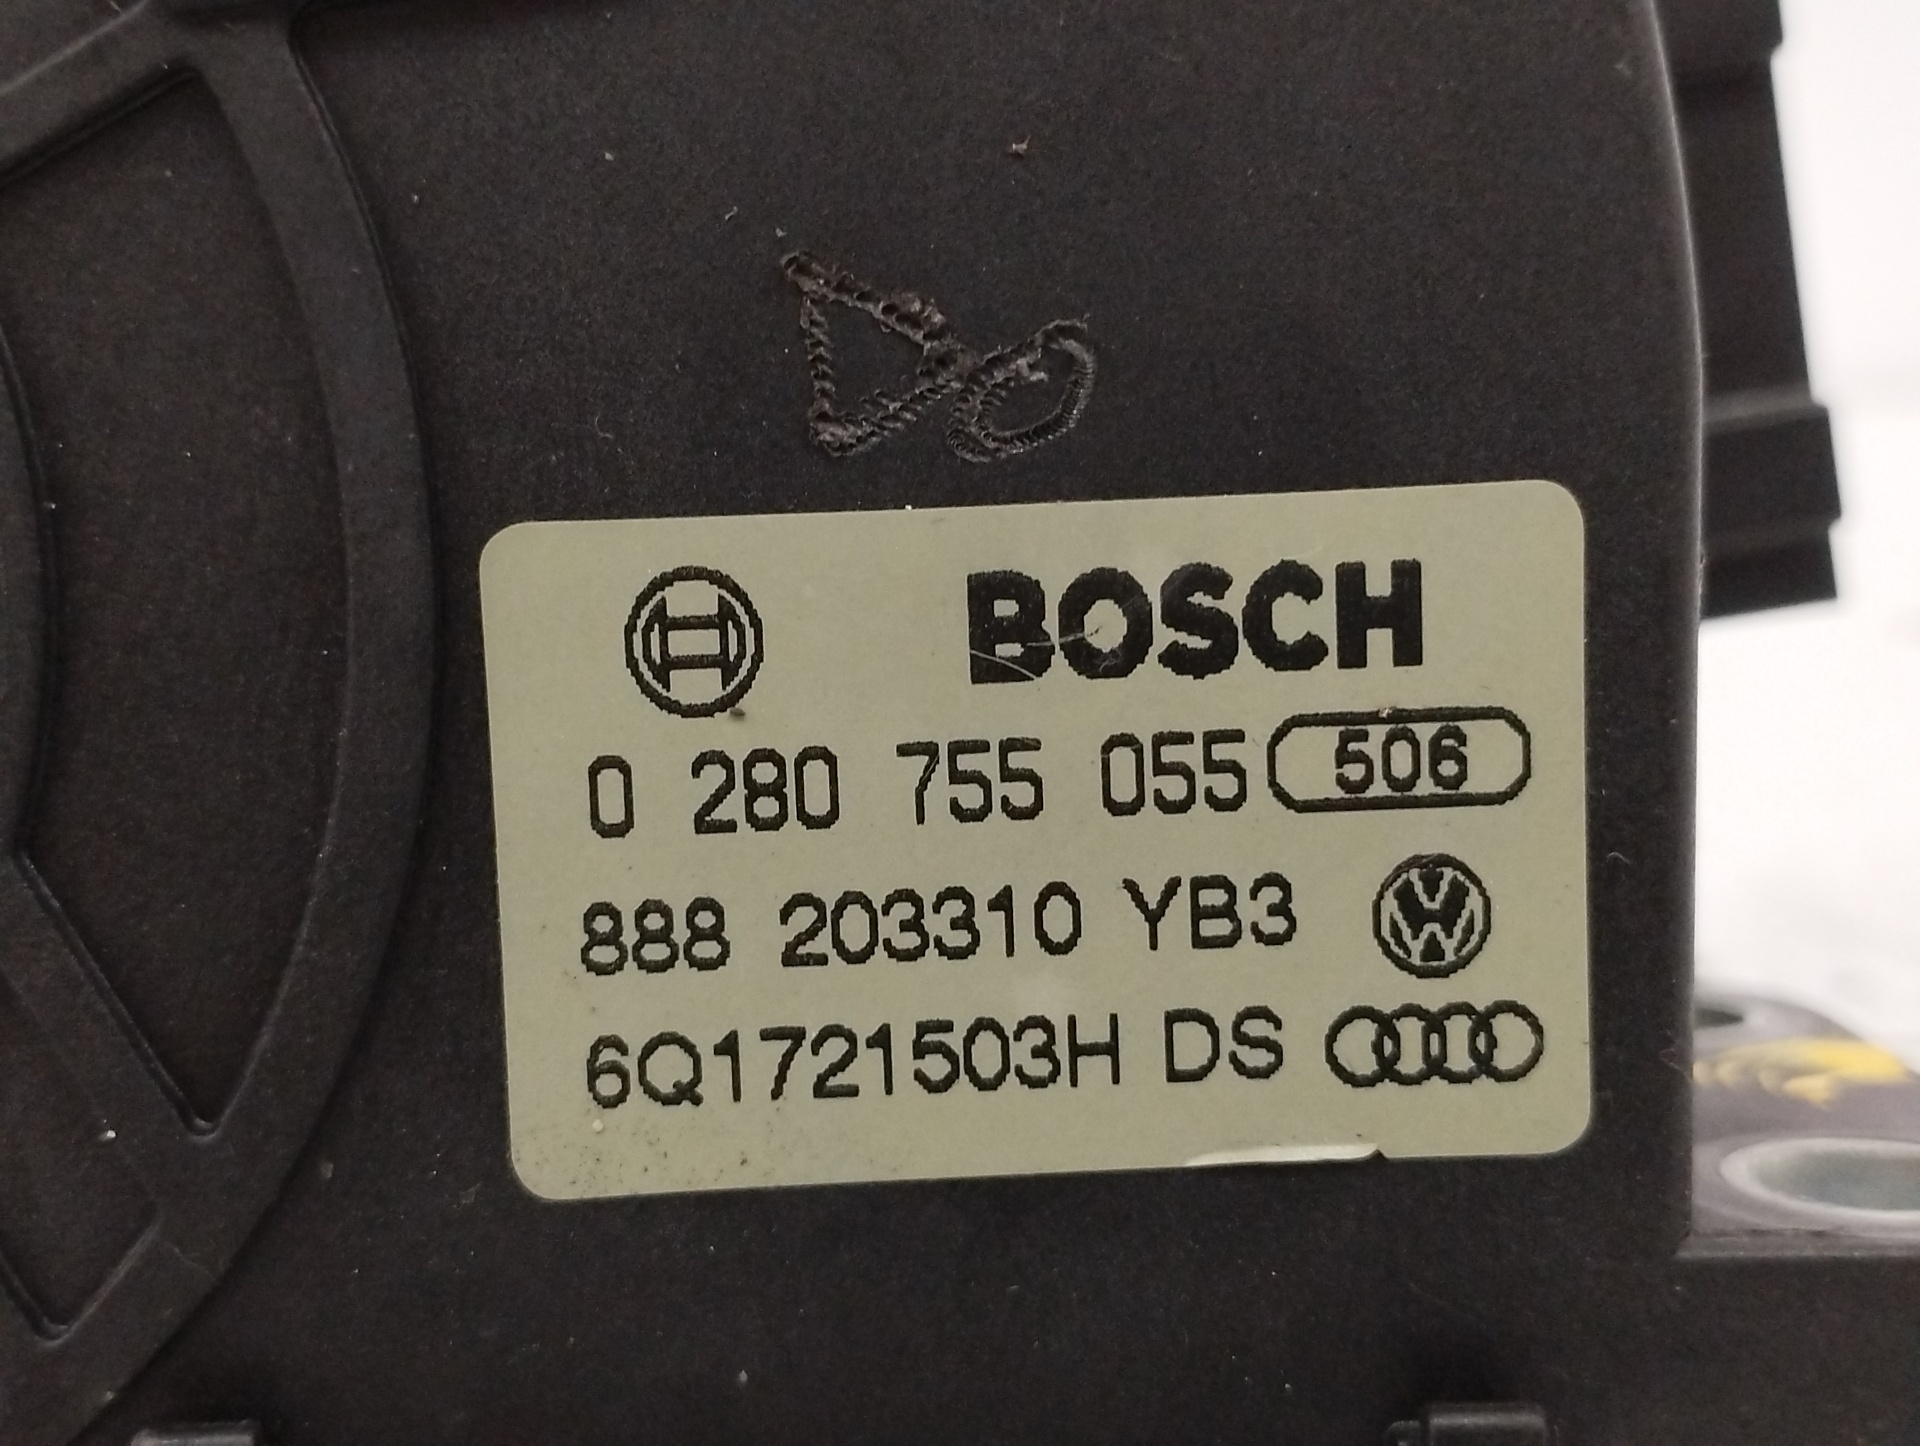 BOSCH
0 280 755 055 506
888 203310 YB3
6Q1721503H DS